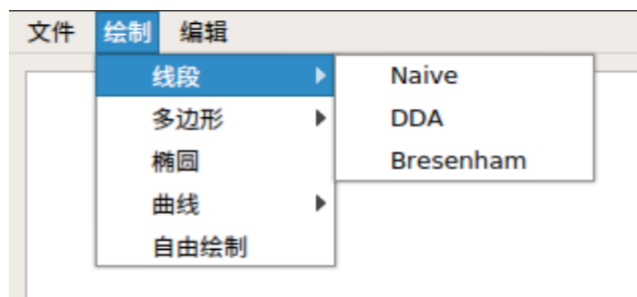 文件 绘制 编辑
线段 Naive
多边形 DDA
椭圆 Bresenham
曲线
自由绘制